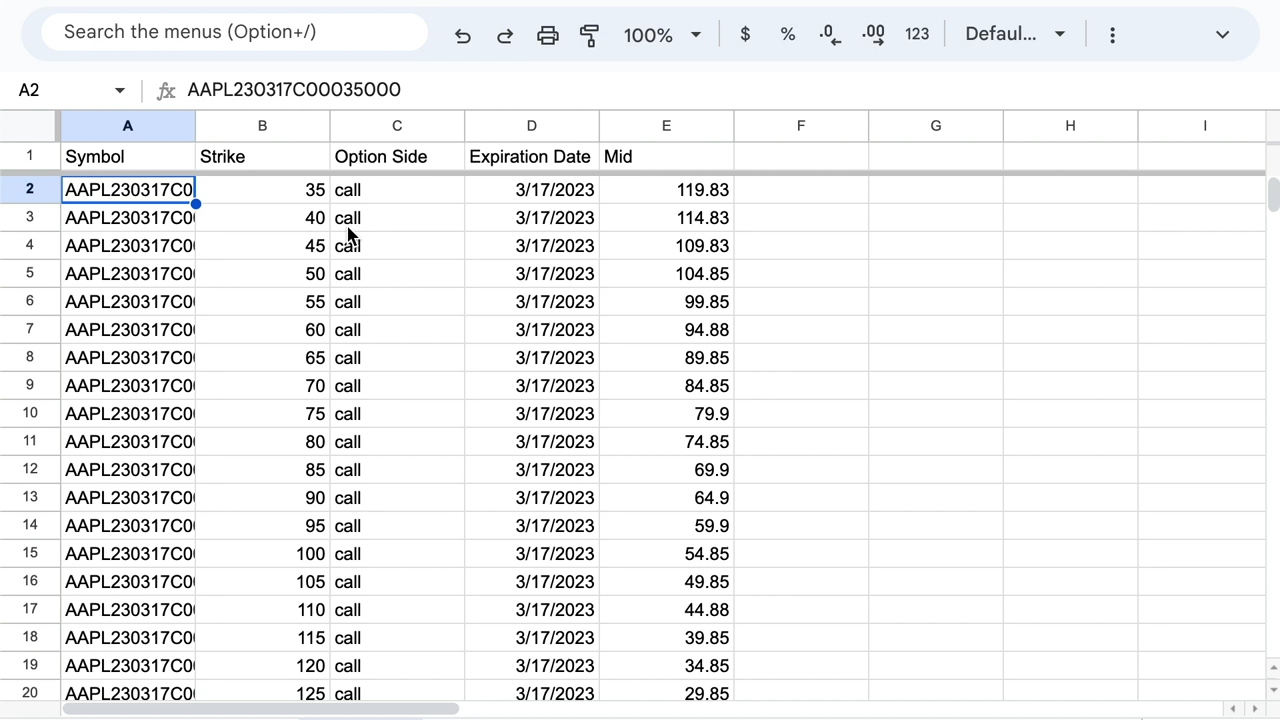 Search the menus (Option+/)
100% $ % .0 .00 123 Defaul...
A2 fx AAPL230317C00035000
A B C D E F G H I
1 Symbol Strike Option Side Expiration Date Mid
2 AAPL230317C0 35 call 3/17/2023 119.83
3 AAPL230317C0 40 call 3/17/2023 114.83
4 AAPL230317C0 45 call 3/17/2023 109.83
5 AAPL230317C0 50 call 3/17/2023 104.85
6 AAPL230317C0 55 call 3/17/2023 99.85
7 AAPL230317C0 60 call 3/17/2023 94.88
8 AAPL230317C0 65 call 3/17/2023 89.85
9 AAPL230317C0 70 call 3/17/2023 84.85
10 AAPL230317C0 75 call 3/17/2023 79.9
11 AAPL230317C0 80 call 3/17/2023 74.85
12 AAPL230317C0 85 call 3/17/2023 69.9
13 AAPL230317C0 90 call 3/17/2023 64.9
14 AAPL230317C0 95 call 3/17/2023 59.9
15 AAPL230317C0 100 call 3/17/2023 54.85
16 AAPL230317C0 105 call 3/17/2023 49.85
17 AAPL230317C0 110 call 3/17/2023 44.88
18 AAPL230317C0 115 call 3/17/2023 39.85
19 AAPL230317C0 120 call 3/17/2023 34.85
20 AAPL230317C0 125 call 3/17/2023 29.85